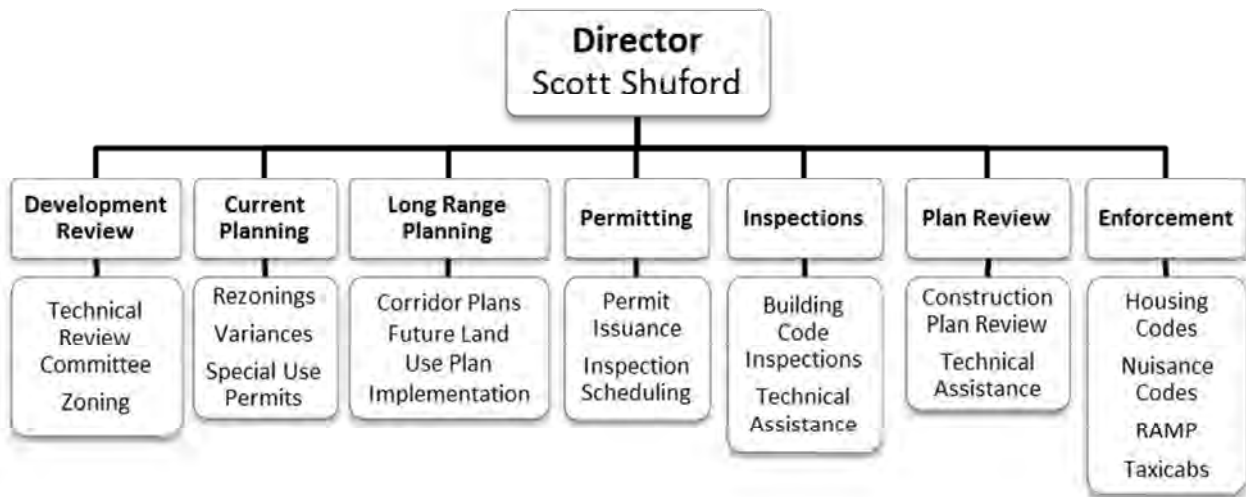 Director
Scott Shuford
Development
Review
Current
Planning
Long Range
Planning
Permitting
Inspections
Plan Review
Enforcement
Technical
Review
Committee
Zoning
Rezonings
Variances
Special Use
Permits
Corridor Plans
Future Land
Use Plan
Implementation
Permit
Issuance
Inspection
Scheduling
Building
Code
Inspections
Technical
Assistance
Construction
Plan Review
Technical
Assistance
Housing
Codes
Nuisance
Codes
RAMP
Taxicabs